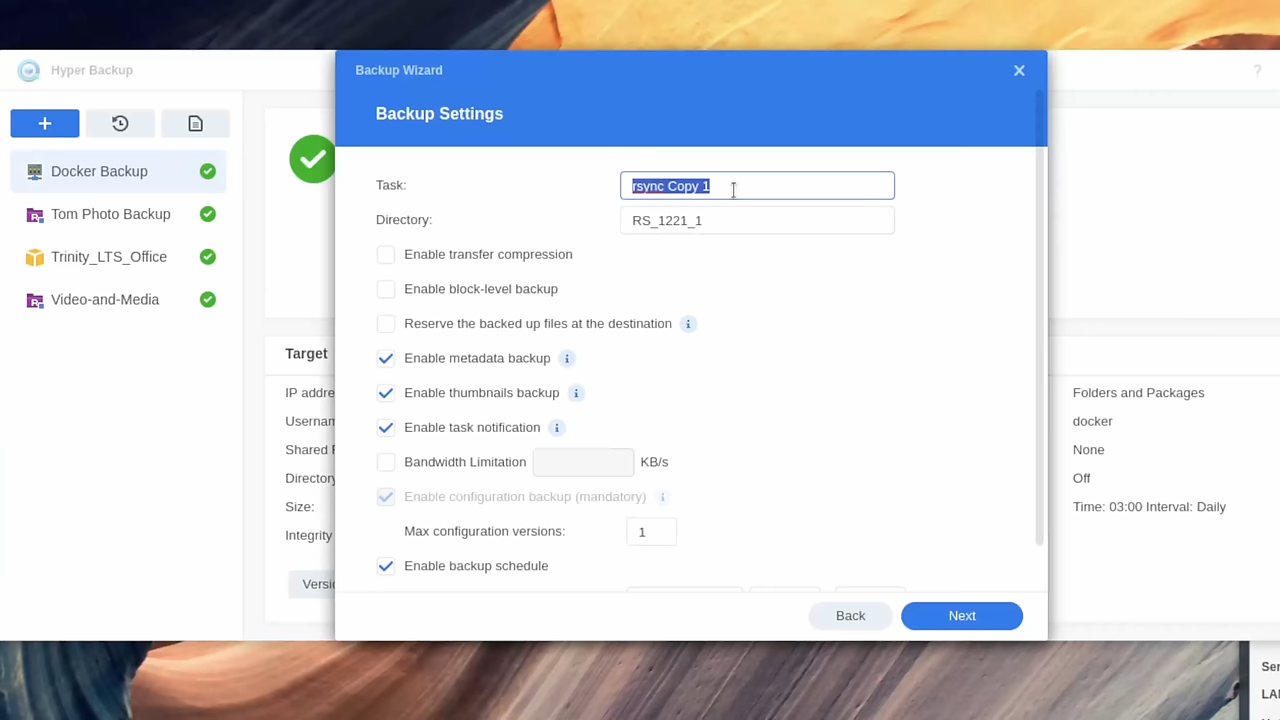 Hyper Backup
?
Docker Backup
Tom Photo Backup
Trinity_LTS_Office
Video-and-Media
Backup Wizard
Backup Settings
Task: rsync Copy 1
Directory: RS_1221_1
Enable transfer compression
Enable block-level backup
Reserve the backed up files at the destination
Enable metadata backup
Enable thumbnails backup
Enable task notification
Bandwidth Limitation KB/s
Enable configuration backup (mandatory)
Max configuration versions: 1
Enable backup schedule
Back Next
Target
IP addre
Usernam
Shared F
Directory
Size:
Integrity
Versio
Folders and Packages
docker
None
Off
Time: 03:00 Interval: Daily
Ser
LAN